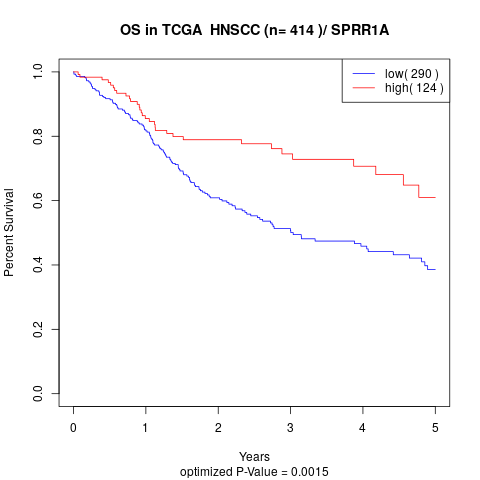 OS in TCGA HNSCC (n= 414 )/ SPRR1A
low( 290 )
high( 124 )
Percent Survival
1.0
0.8
0.6
0.4
0.2
0.0
0 1 2 3 4 5
Years
optimized P-Value = 0.0015